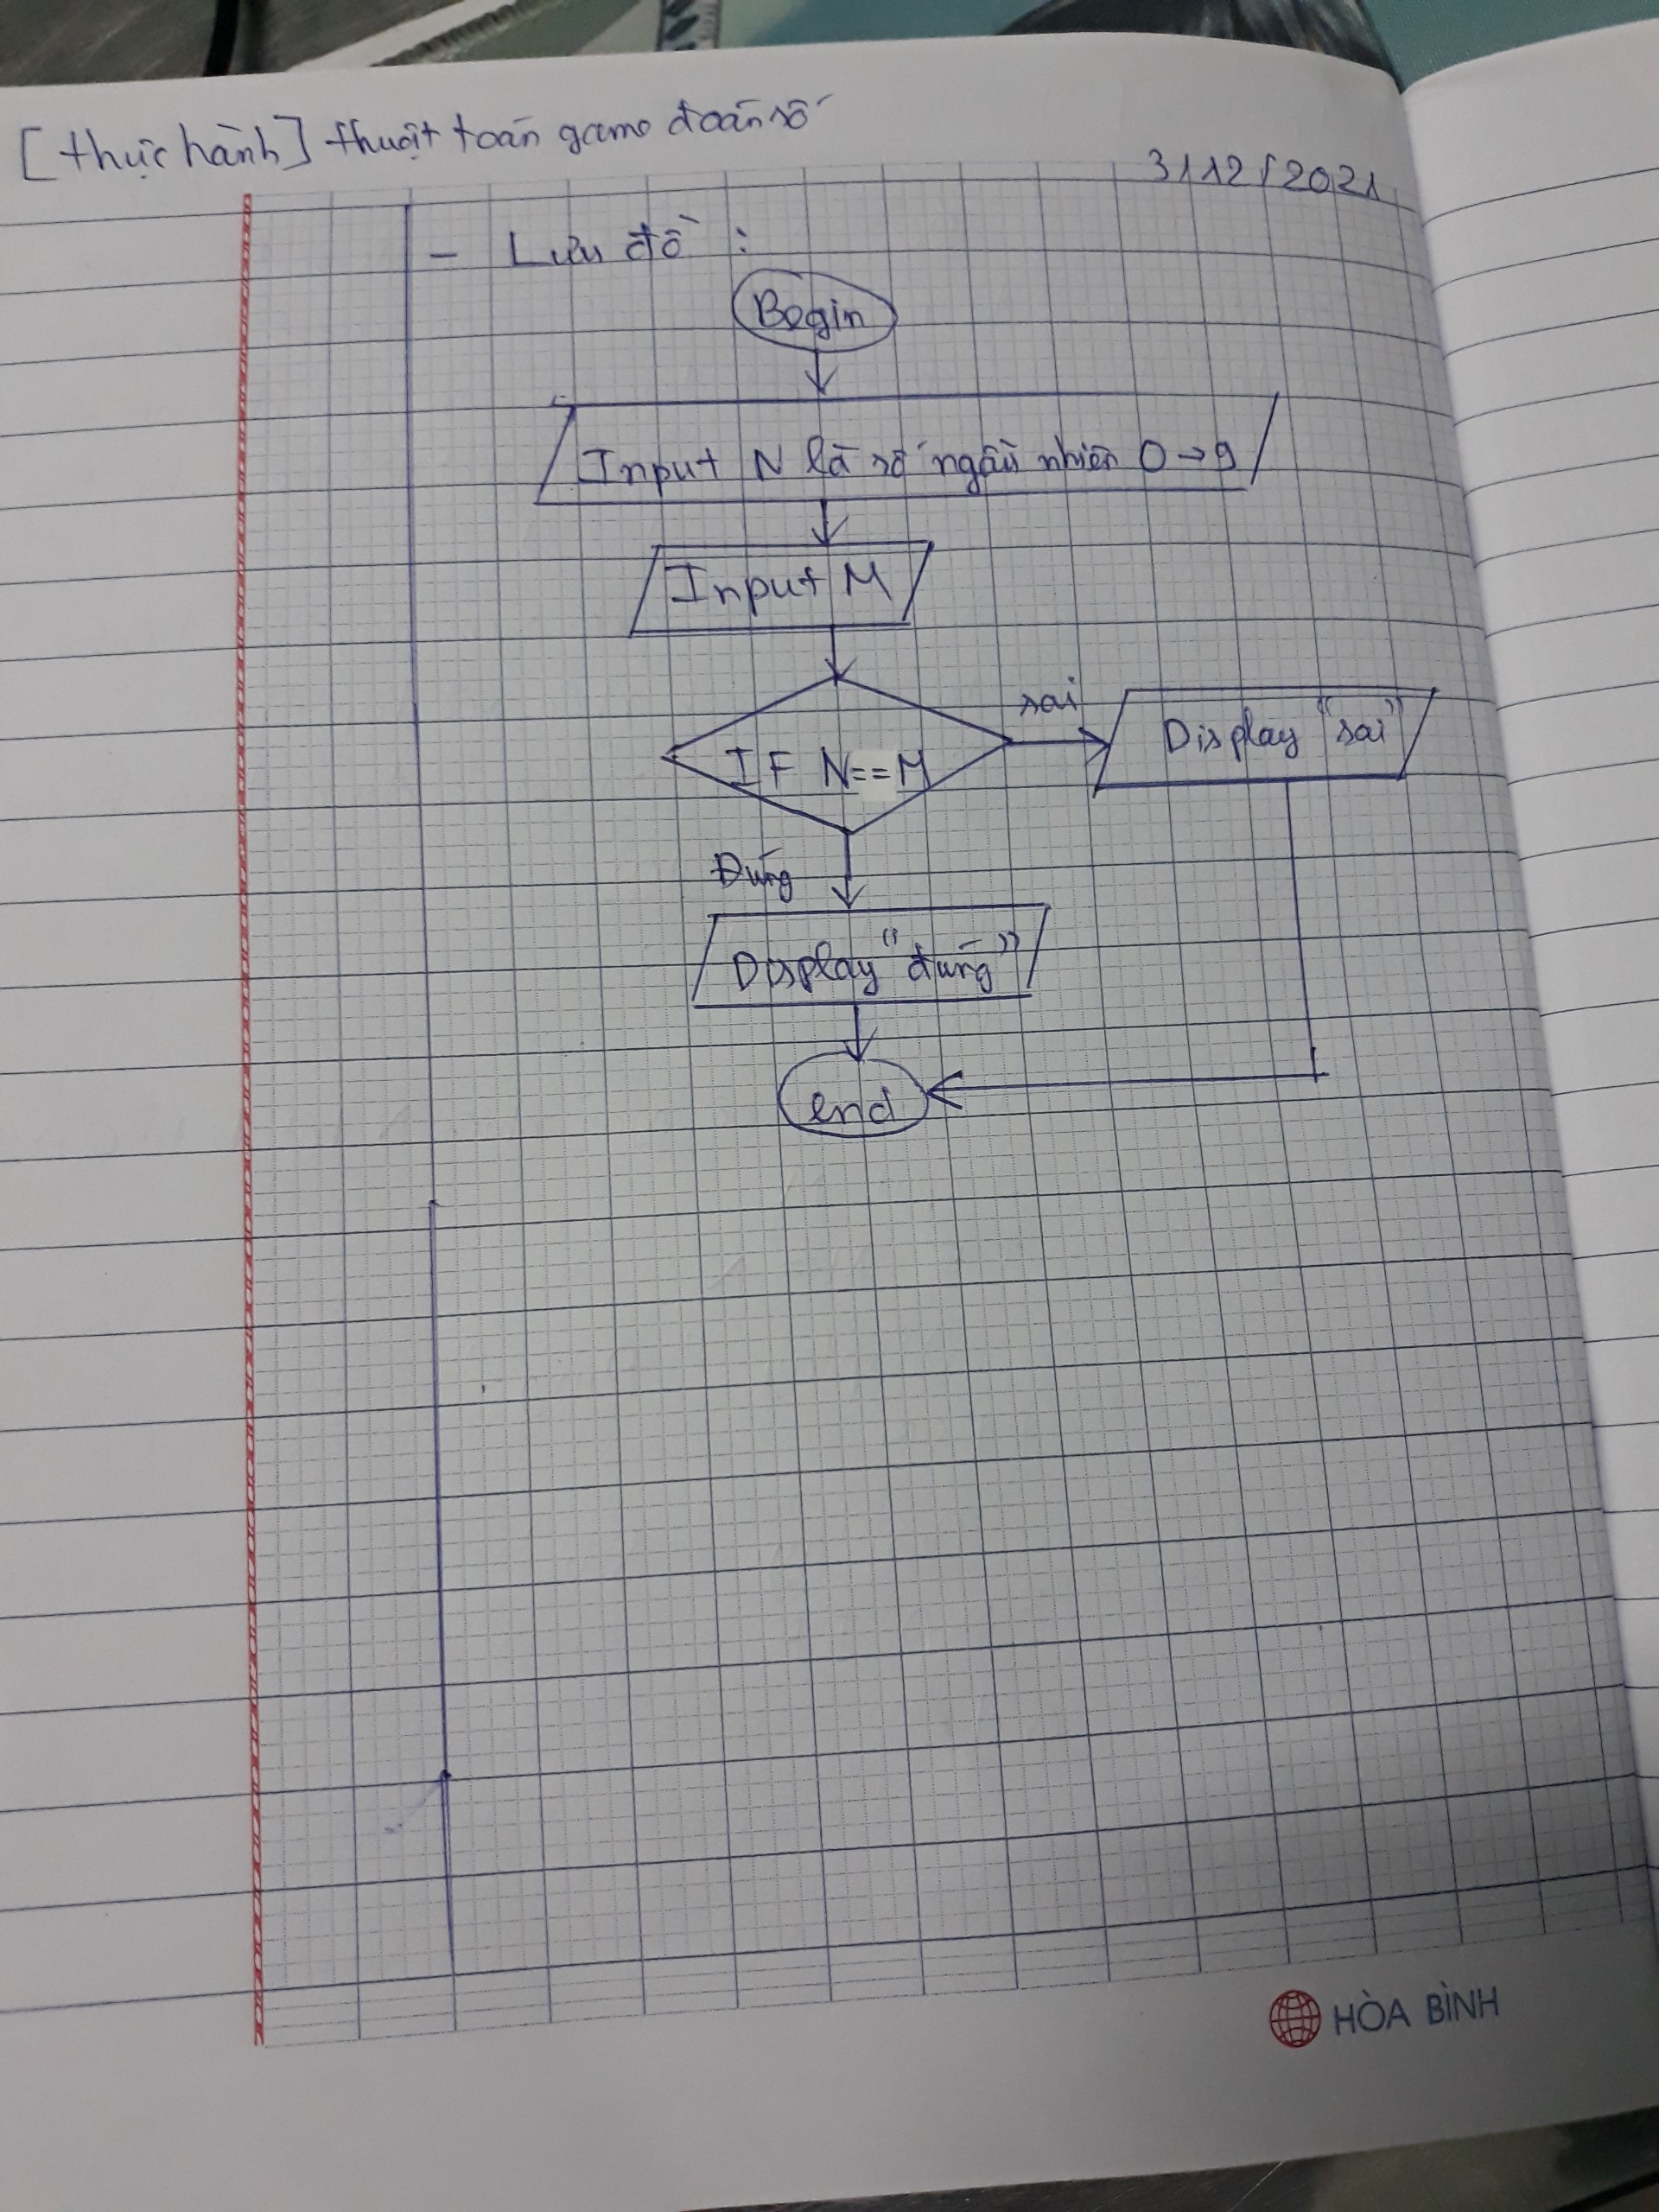 [thực hành] thuật toán game đoán số
31/12/2021
- Lưu đồ :
Begin
Input N là số ngẫu nhiên 0→9
Input M
IF N==M
sai
Display "sai"
Đúng
Display "đúng"
end
HÒA BÌNH